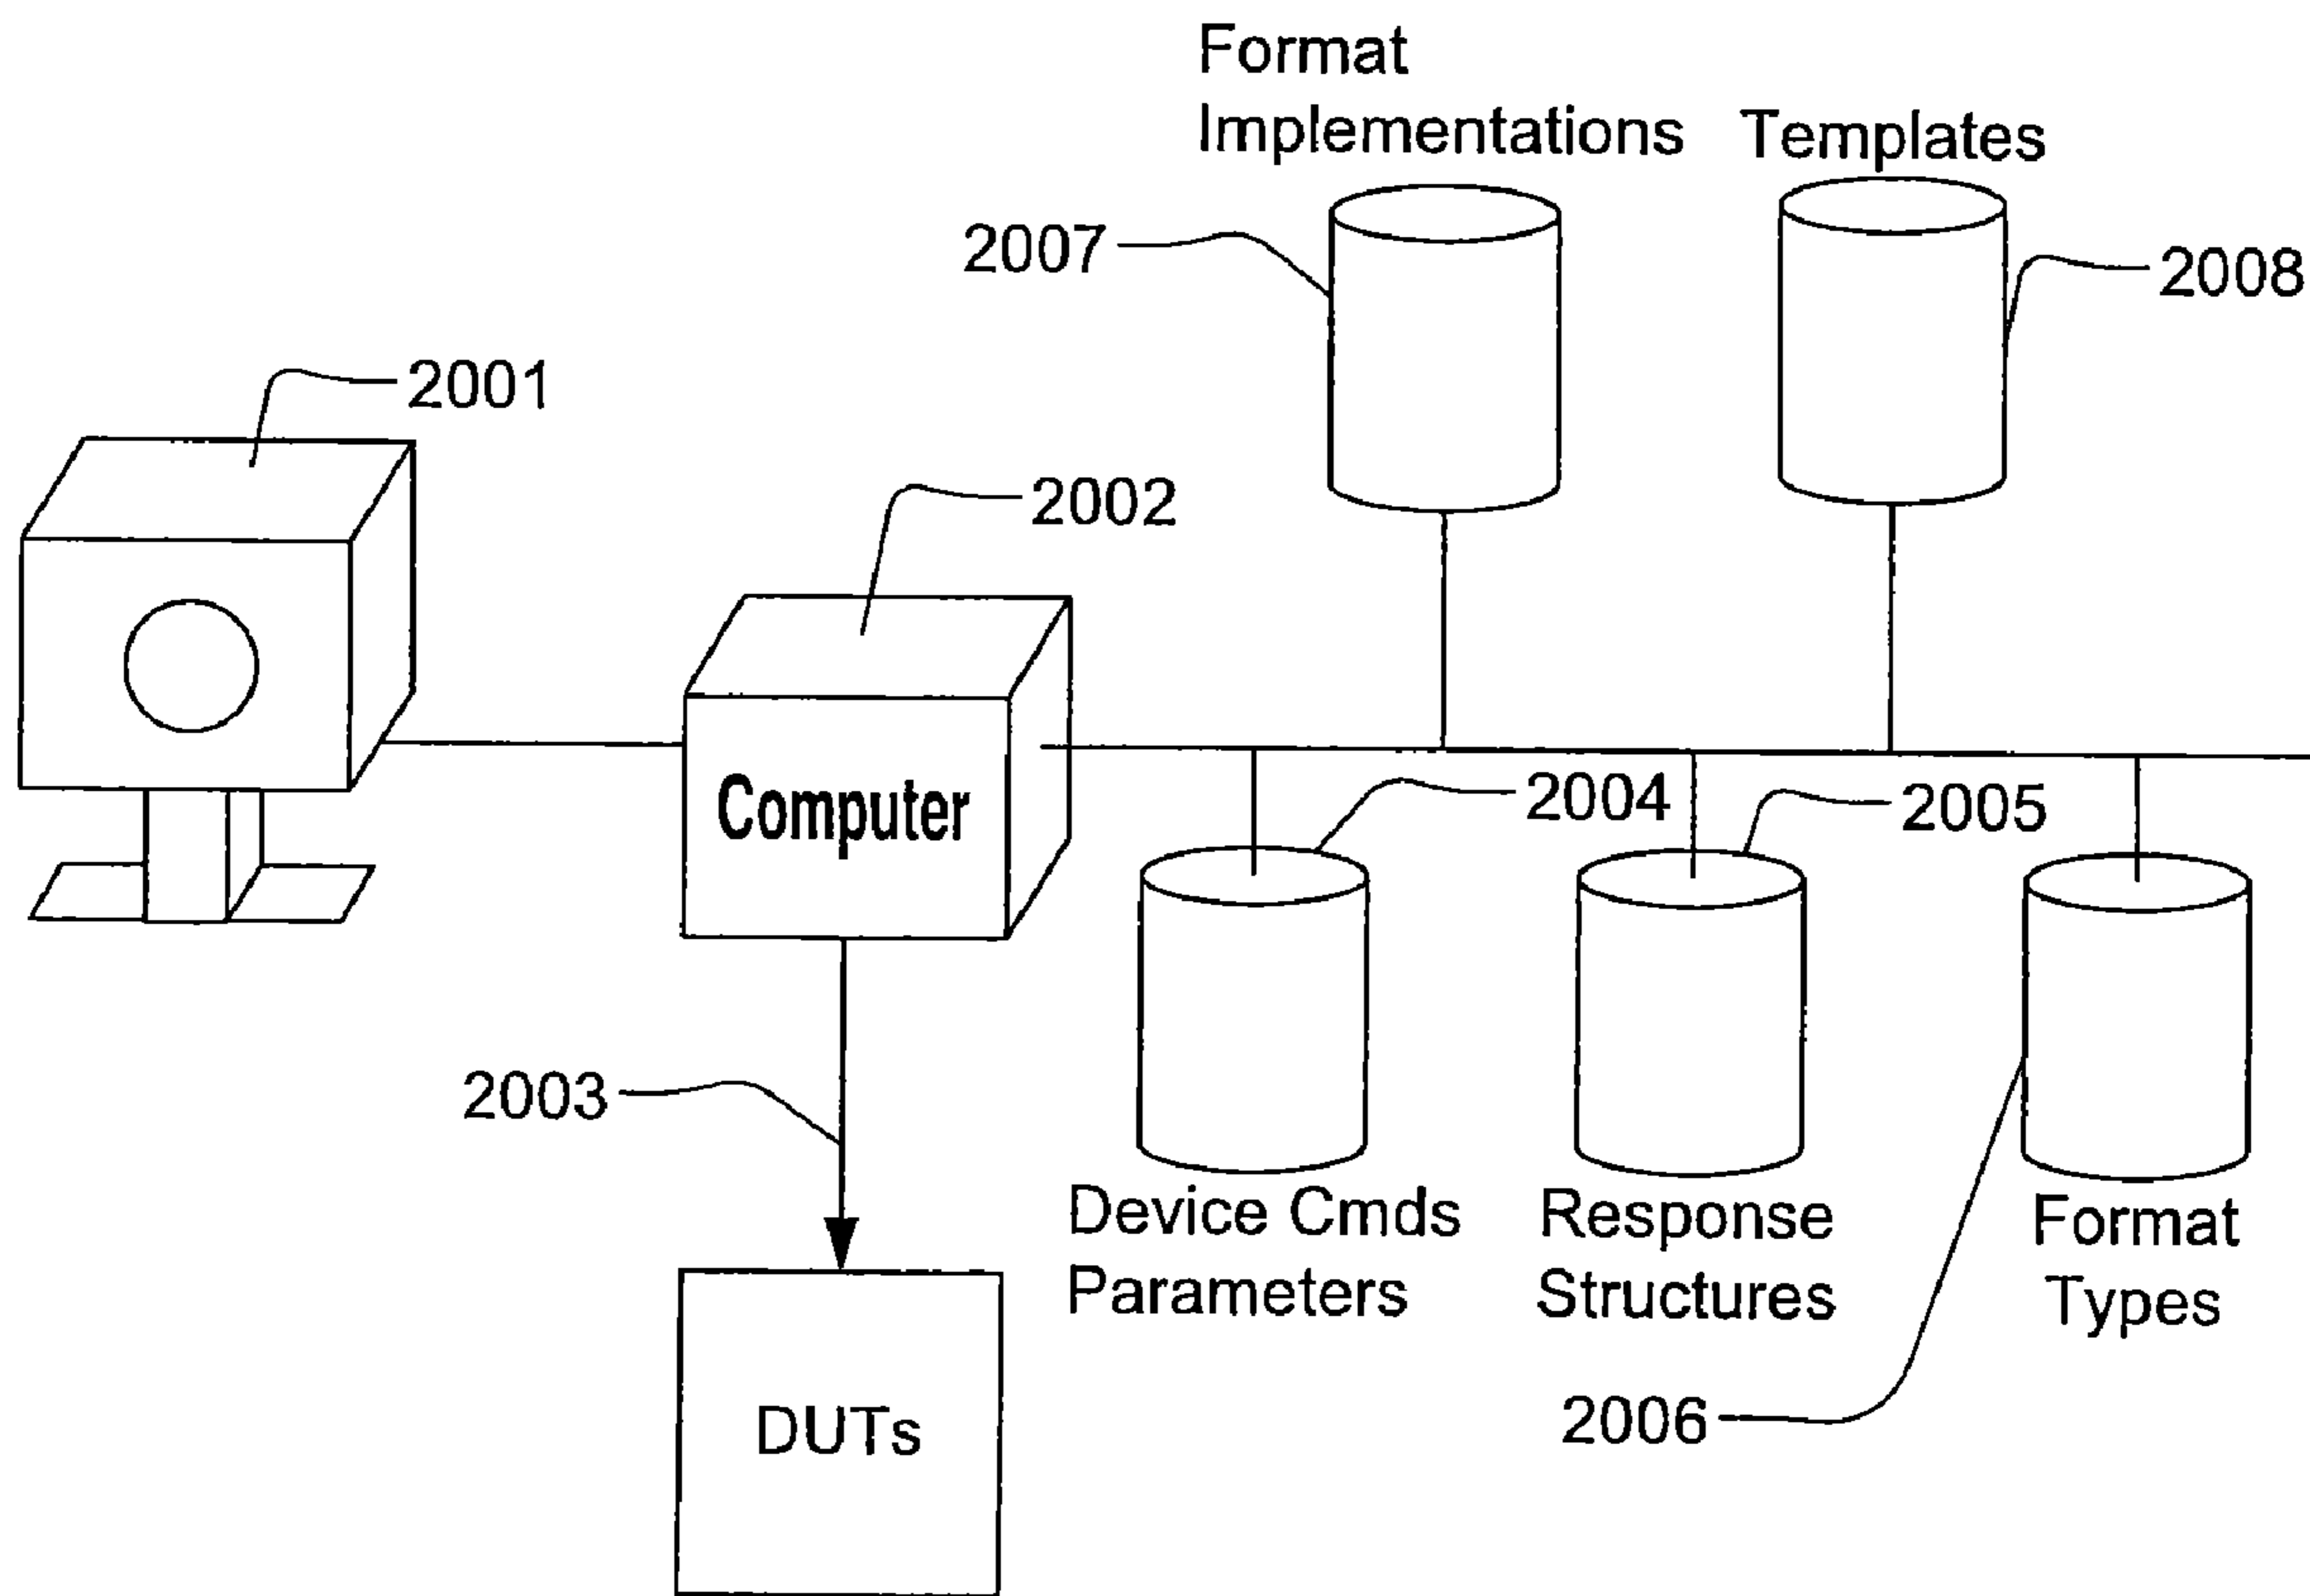 Format
Implementations
Templates
2007
2008
2001
2002
Computer
2004
2005
2003
Device Cmds
Parameters
Response
Structures
Format
Types
2006
DUTs